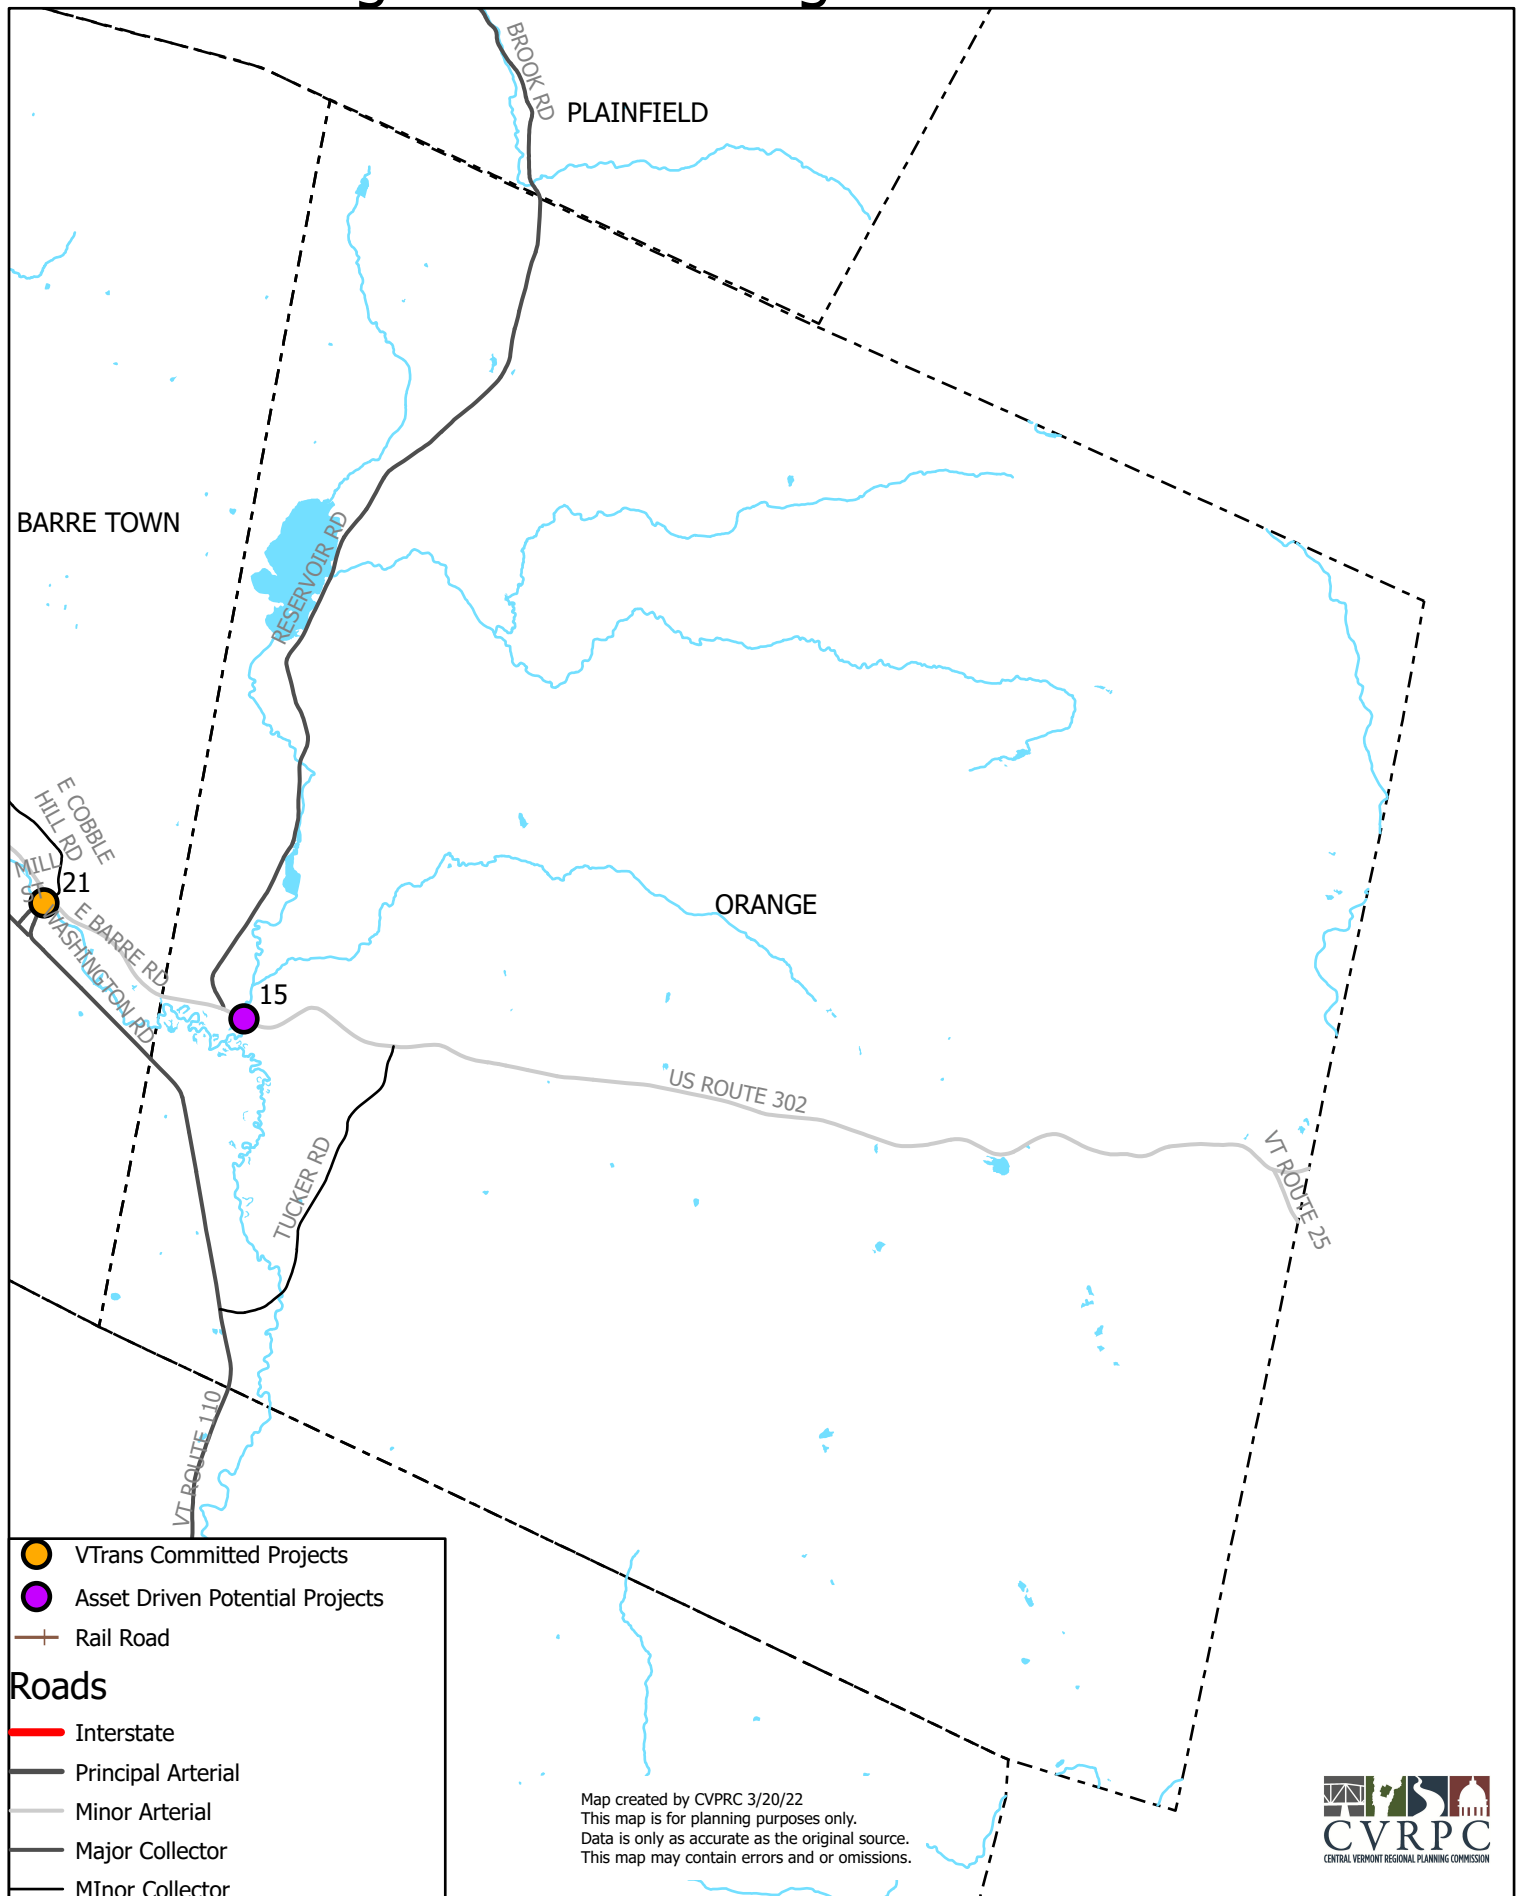 BROOK RD
PLAINFIELD
BARRE TOWN
RESERVOIR RD
E COBBLE
HILL RD
MILL
21
ORANGE
E BARRE RD
WASHINGTON RD
15
US ROUTE 302
TUCKER RD
VT ROUTE 25
VT ROUTE 110
VTrans Committed Projects
Asset Driven Potential Projects
Rail Road
Roads
Interstate
Principal Arterial
Minor Arterial
Major Collector
MInor Collector
Map created by CVPRC 3/20/22
This map is for planning purposes only.
Data is only as accurate as the original source.
This map may contain errors and or omissions.
CVRPC
CENTRAL VERMONT REGIONAL PLANNING COMMISSION